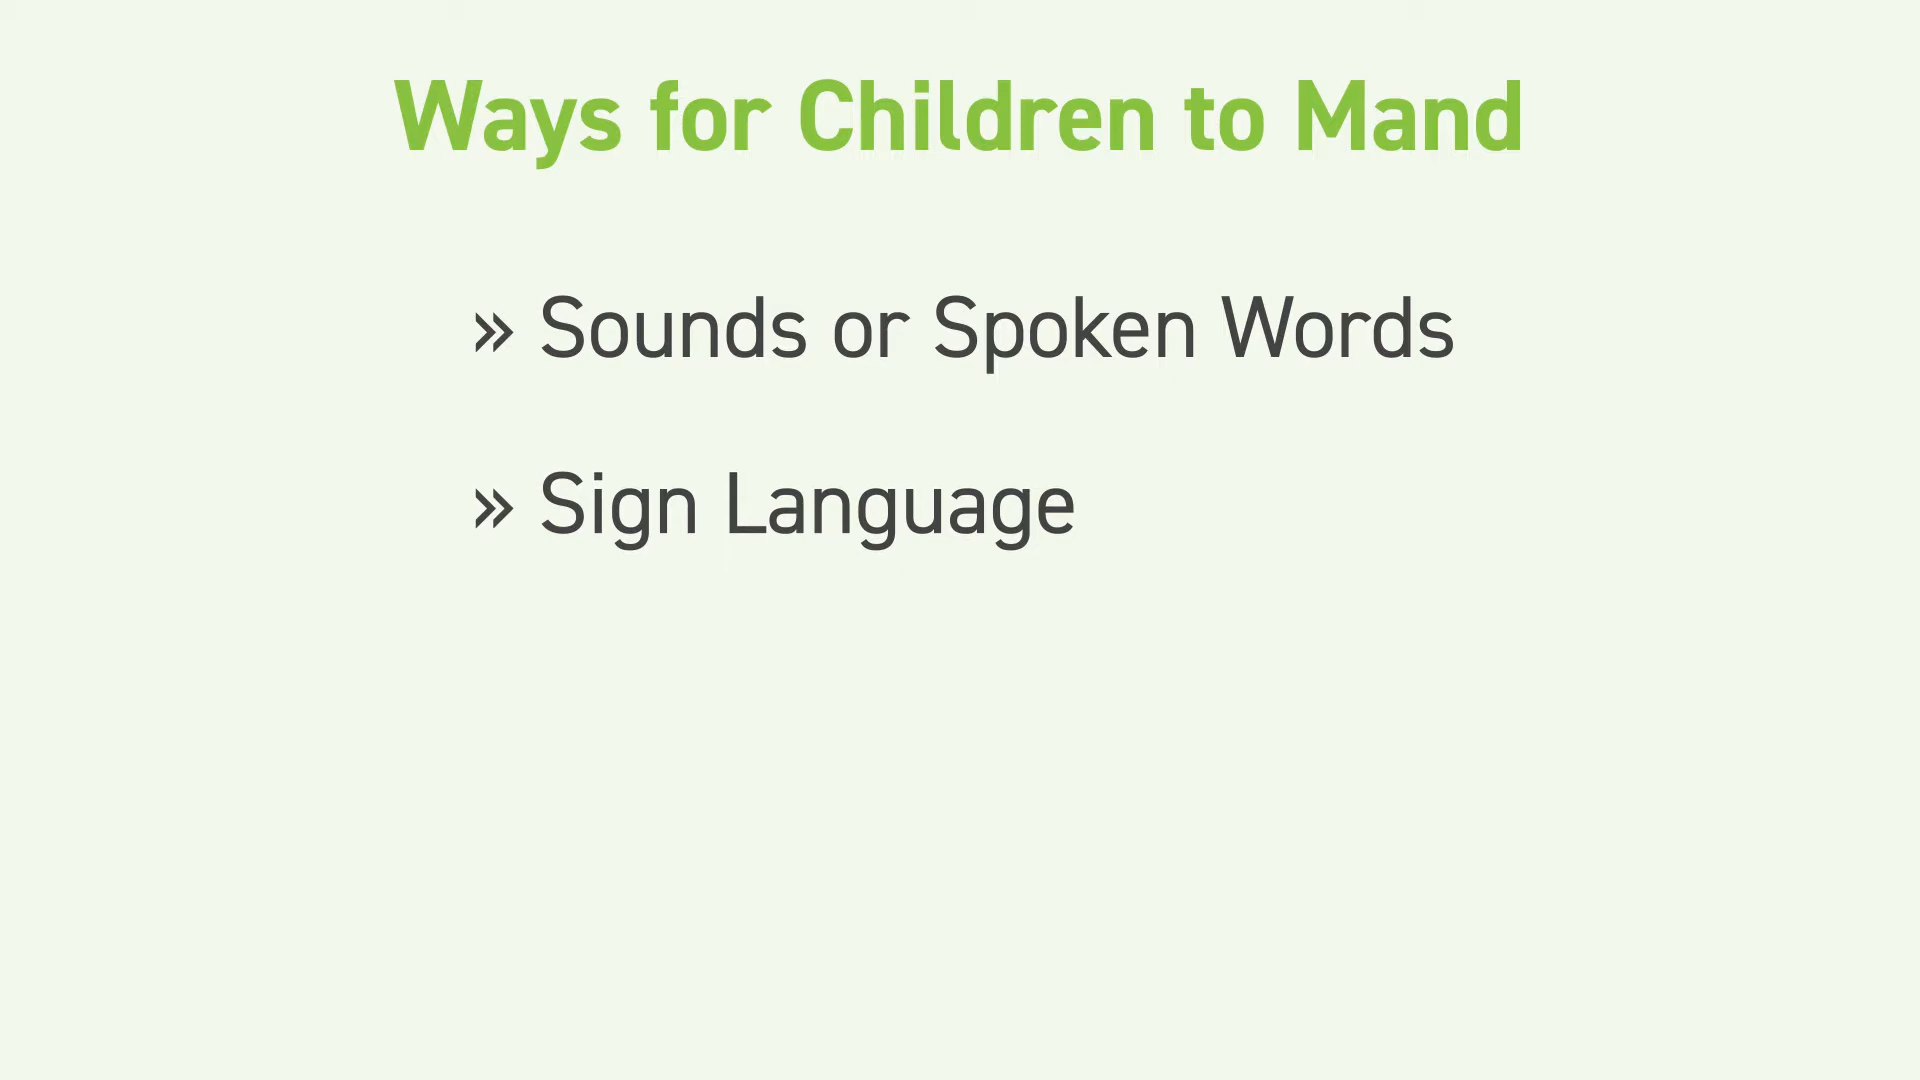 Ways for Children to Mand
» Sounds or Spoken Words
» Sign Language